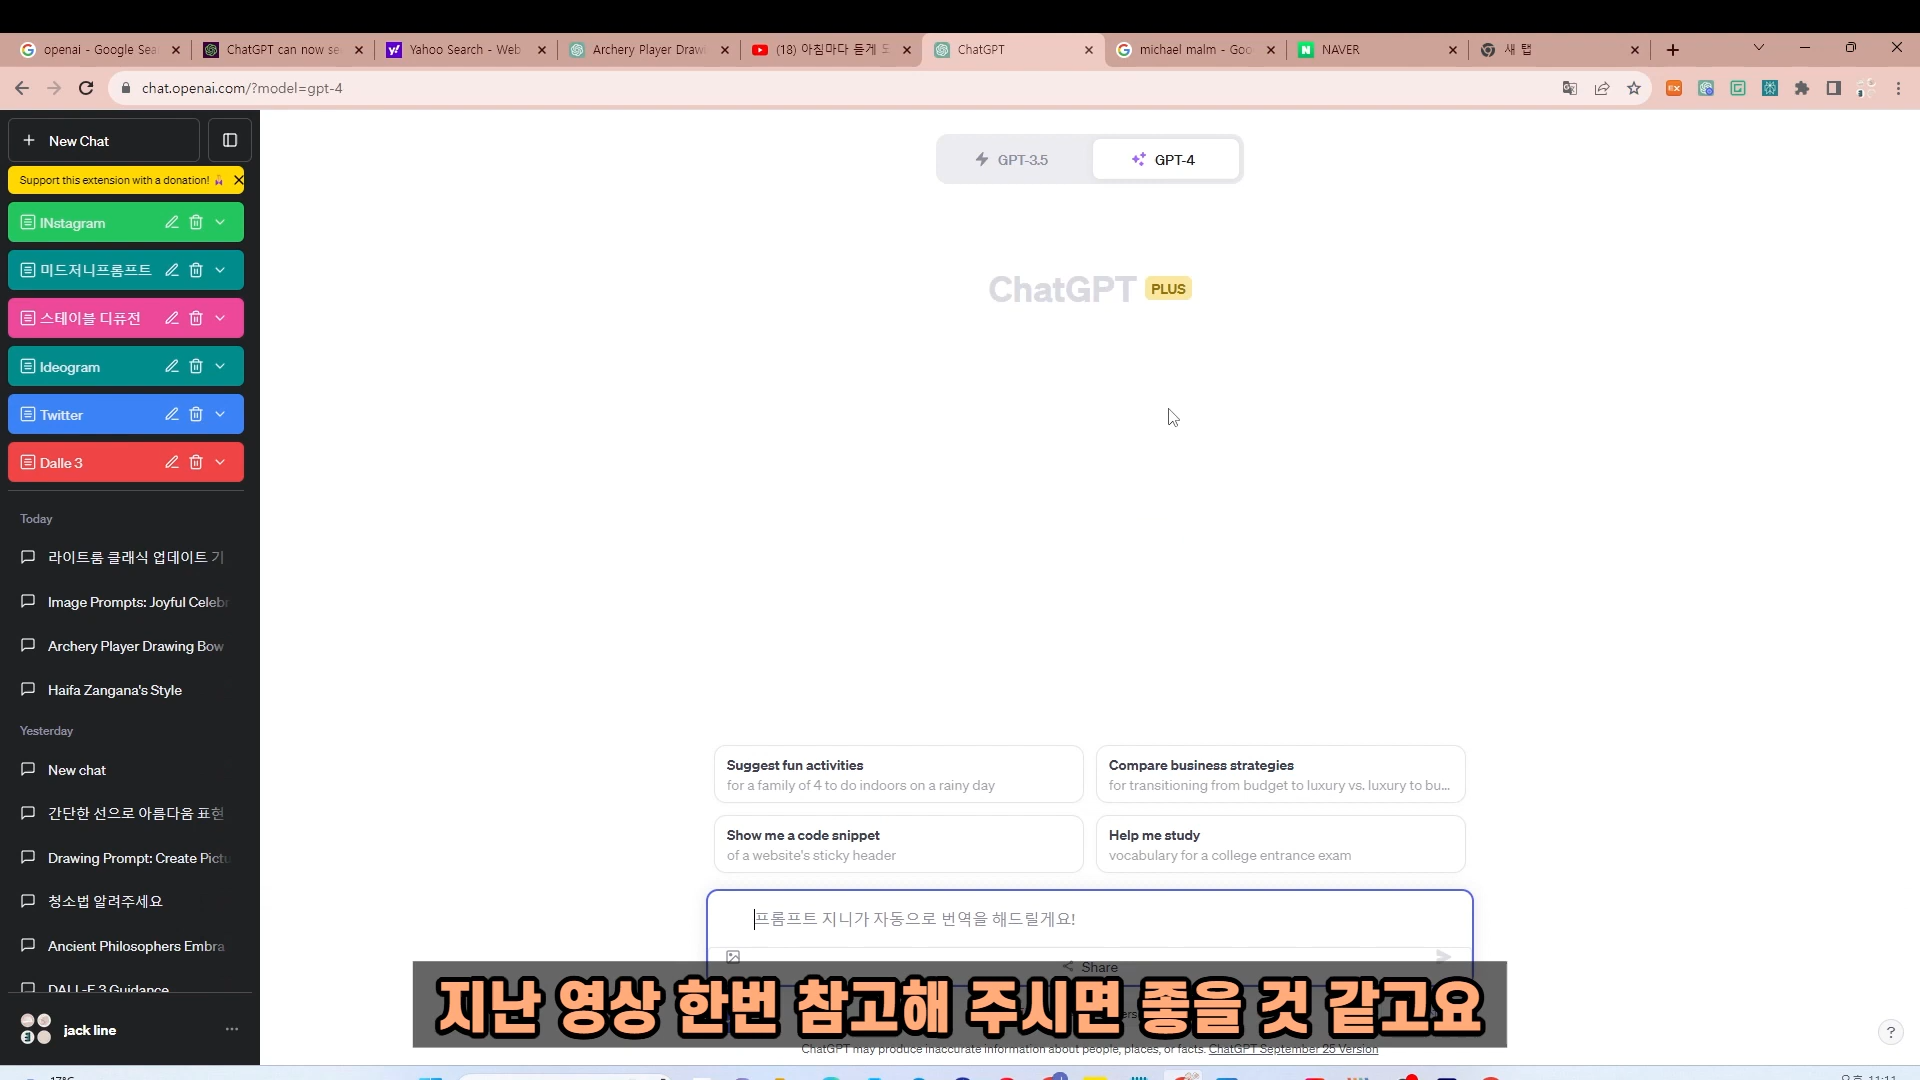 openai - Google Sea
ChatGPT can now se
Yahoo Search - Web
Archery Player Draw
(18) 아침마다 듣게 되
ChatGPT
michael malm - Goo
NAVER
새 탭
chat.openai.com/?model=gpt-4
New Chat
Support this extension with a donation!
INstagram
미드저니프롬프트
스테이블 디퓨전
Ideogram
Twitter
Dalle 3
Today
라이트룸 클래식 업데이트 기
Image Prompts: Joyful Celebr
Archery Player Drawing Bow
Haifa Zangana's Style
Yesterday
New chat
간단한 선으로 아름다움 표현
Drawing Prompt: Create Pictu
청소법 알려주세요
Ancient Philosophers Embra
DALL-E 3 Guidance
jack line
GPT-3.5
GPT-4
ChatGPT PLUS
Suggest fun activities
for a family of 4 to do indoors on a rainy day
Compare business strategies
for transitioning from budget to luxury vs. luxury to bu...
Show me a code snippet
of a website's sticky header
Help me study
vocabulary for a college entrance exam
프롬프트 지니가 자동으로 번역을 해드릴게요!
Share
지난 영상 한번 참고해 주시면 좋을 것 같고요
ChatGPT may produce inaccurate information about people, places, or facts. ChatGPT September 25 Version
17°C
오후 11:11